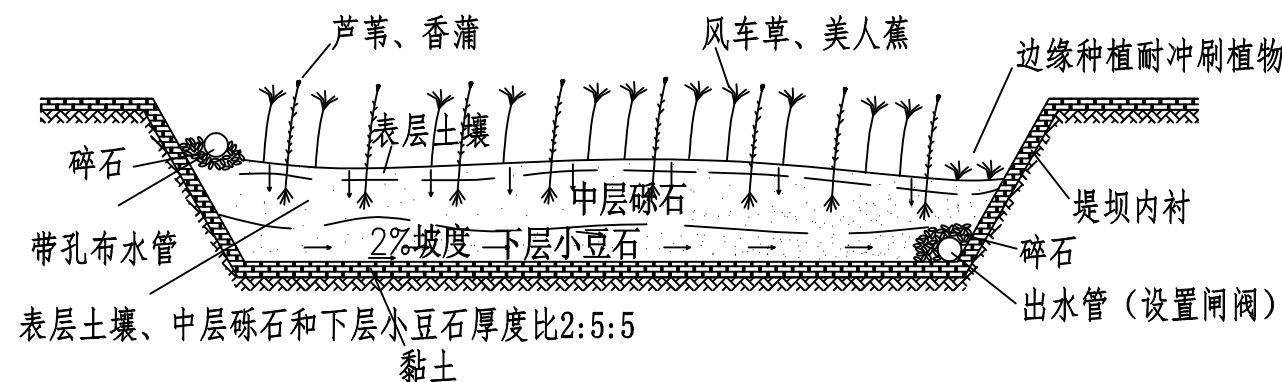 芦苇、香蒲
风车草、美人蕉
边缘种植耐冲刷植物
表层土壤
碎石
中层砾石
堤坝内衬
带孔布水管
2%坡度
下层小豆石
碎石
出水管（设置闸阀）
表层土壤、中层砾石和下层小豆石厚度比2:5:5
黏土